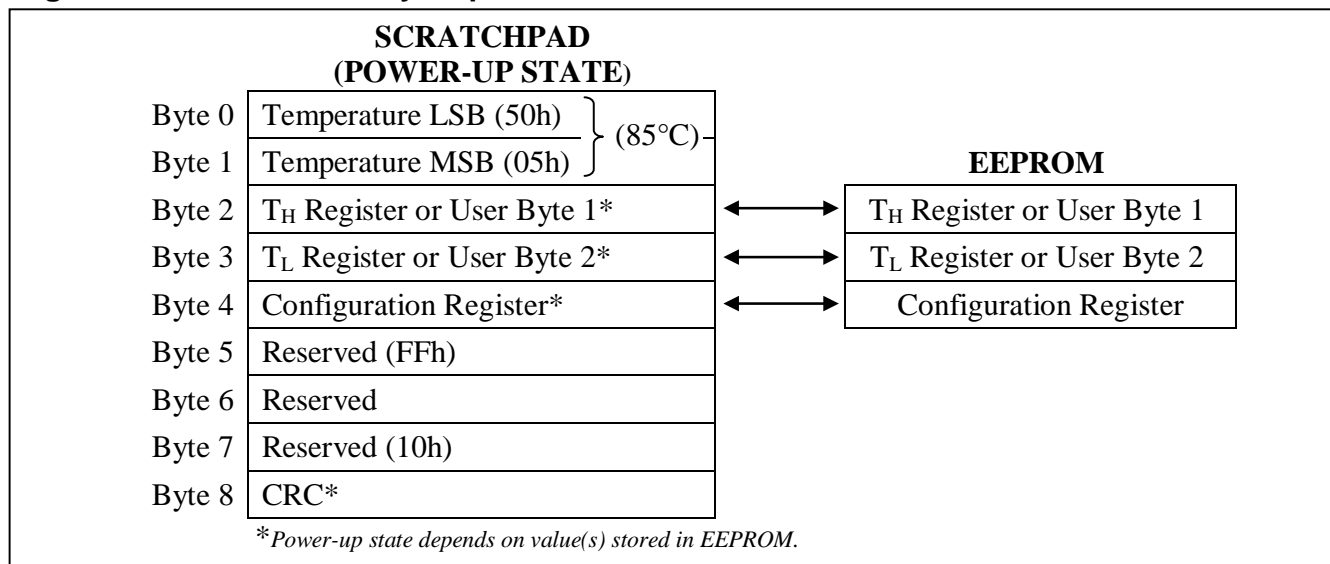 SCRATCHPAD
(POWER-UP STATE)
Byte 0 Temperature LSB (50h)
(85°C)
Byte 1 Temperature MSB (05h)
EEPROM
Byte 2 TH Register or User Byte 1* TH Register or User Byte 1
Byte 3 TL Register or User Byte 2* TL Register or User Byte 2
Byte 4 Configuration Register* Configuration Register
Byte 5 Reserved (FFh)
Byte 6 Reserved
Byte 7 Reserved (10h)
Byte 8 CRC*
*Power-up state depends on value(s) stored in EEPROM.